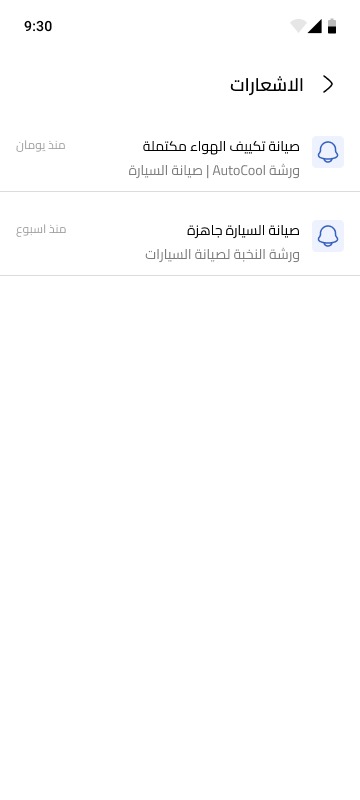 9:30
الاشعارات
صيانة تكييف الهواء مكتملة
منذ يومان
ورشة AutoCool | صيانة السيارة
صيانة السيارة جاهزة
منذ اسبوع
ورشة النخبة لصيانة السيارات